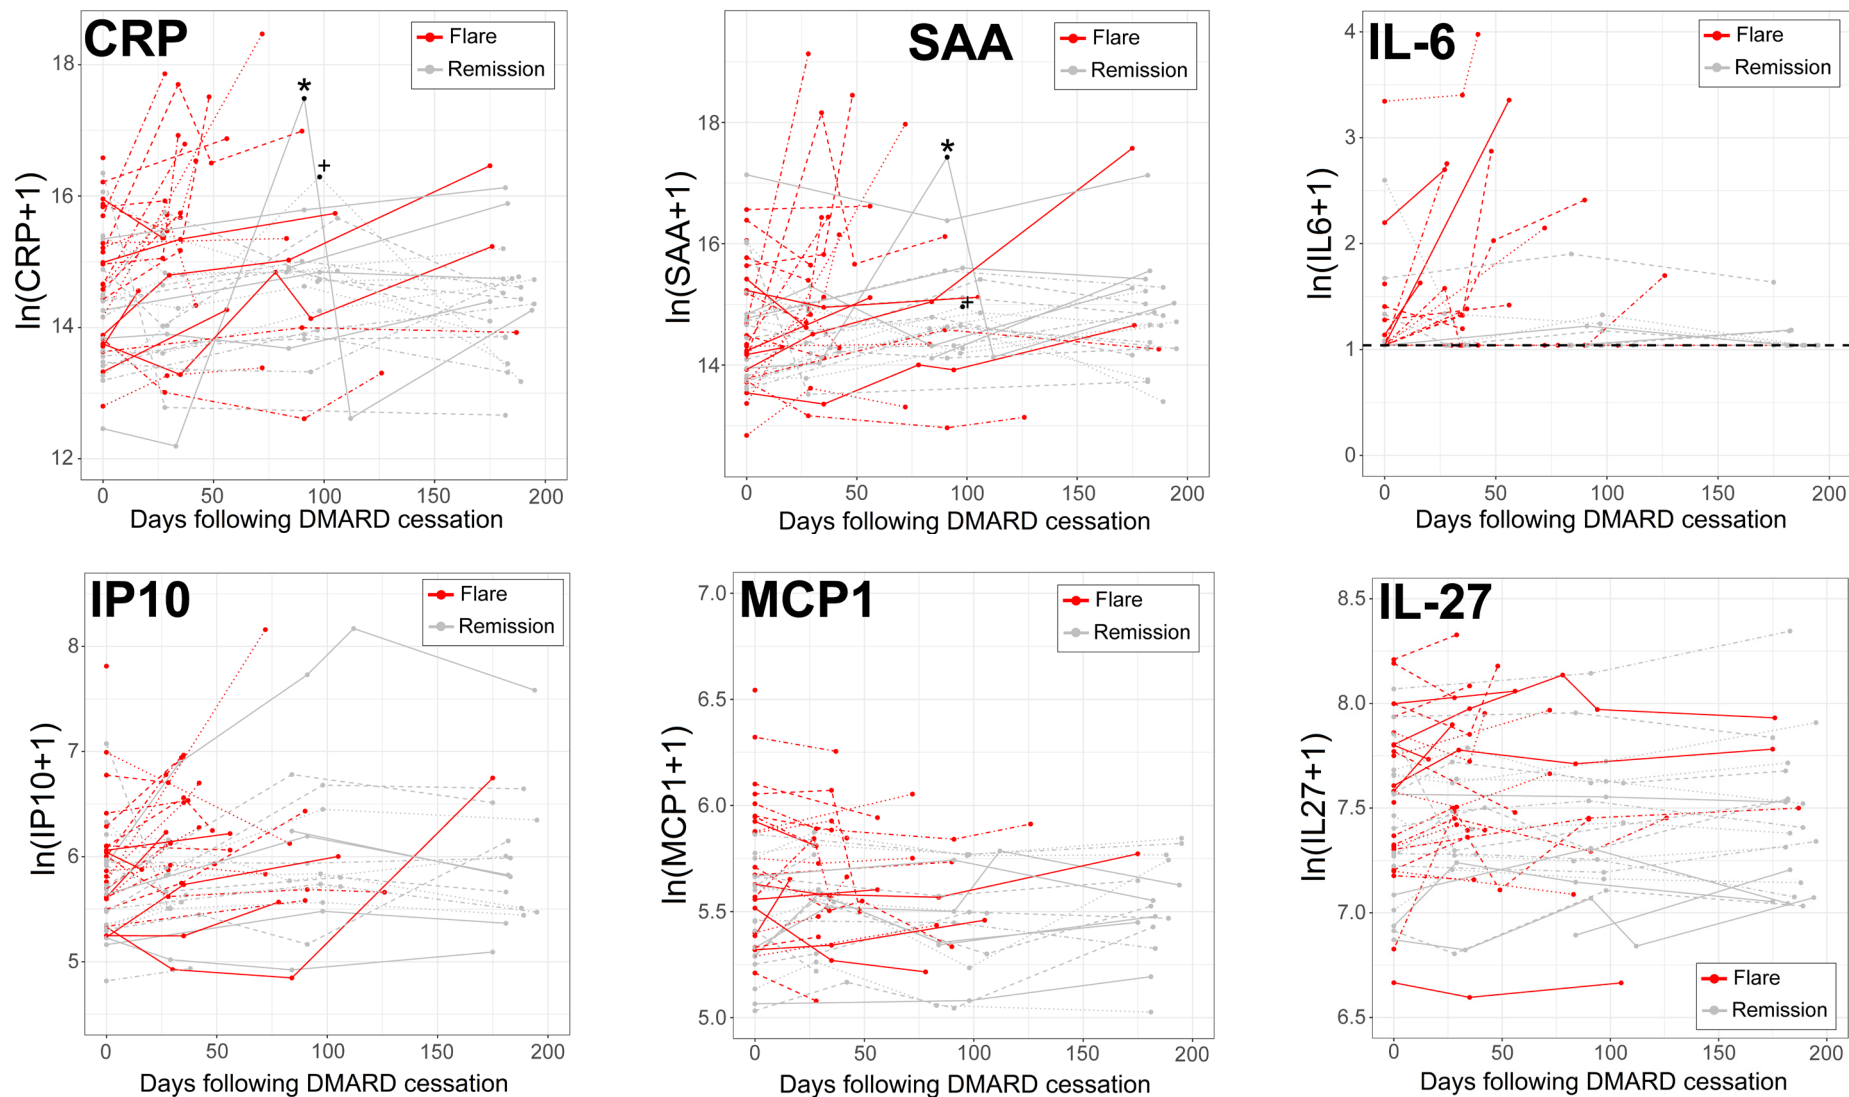 CRP
Flare
Remission
18
16
14
12
ln(CRP+1)
*
+
0 50 100 150 200
Days following DMARD cessation
SAA
Flare
Remission
18
16
14
ln(SAA+1)
*
+
0 50 100 150 200
Days following DMARD cessation
IL-6
Flare
Remission
4
3
2
1
0
ln(IL6+1)
0 50 100 150 200
Days following DMARD cessation
IP10
Flare
Remission
8
7
6
5
ln(IP10+1)
0 50 100 150 200
Days following DMARD cessation
MCP1
Flare
Remission
7.0
6.5
6.0
5.5
5.0
ln(MCP1+1)
0 50 100 150 200
Days following DMARD cessation
IL-27
8.5
8.0
7.5
7.0
6.5
ln(IL27+1)
Flare
Remission
0 50 100 150 200
Days following DMARD cessation